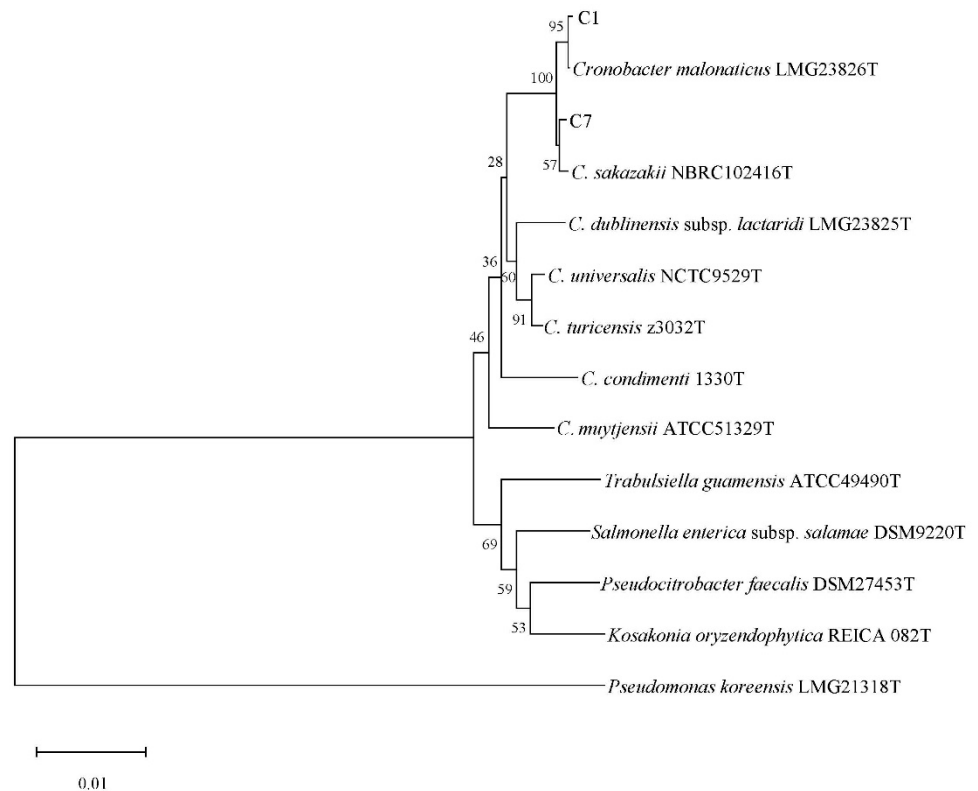 95
C1
Cronobacter malonaticus LMG23826T
100
C7
28
57
C. sakazakii NBRC102416T
C. dublinensis subsp. lactaridi LMG23825T
36
60
C. universalis NCTC9529T
91
C. turicensis z3032T
46
C. condimenti 1330T
C. muytjensii ATCC51329T
Trabulsiella guamensis ATCC49490T
69
Salmonella enterica subsp. salamae DSM9220T
59
Pseudocitrobacter faecalis DSM27453T
53
Kosakonia oryzendophytica REICA 082T
Pseudomonas koreensis LMG21318T
0.01